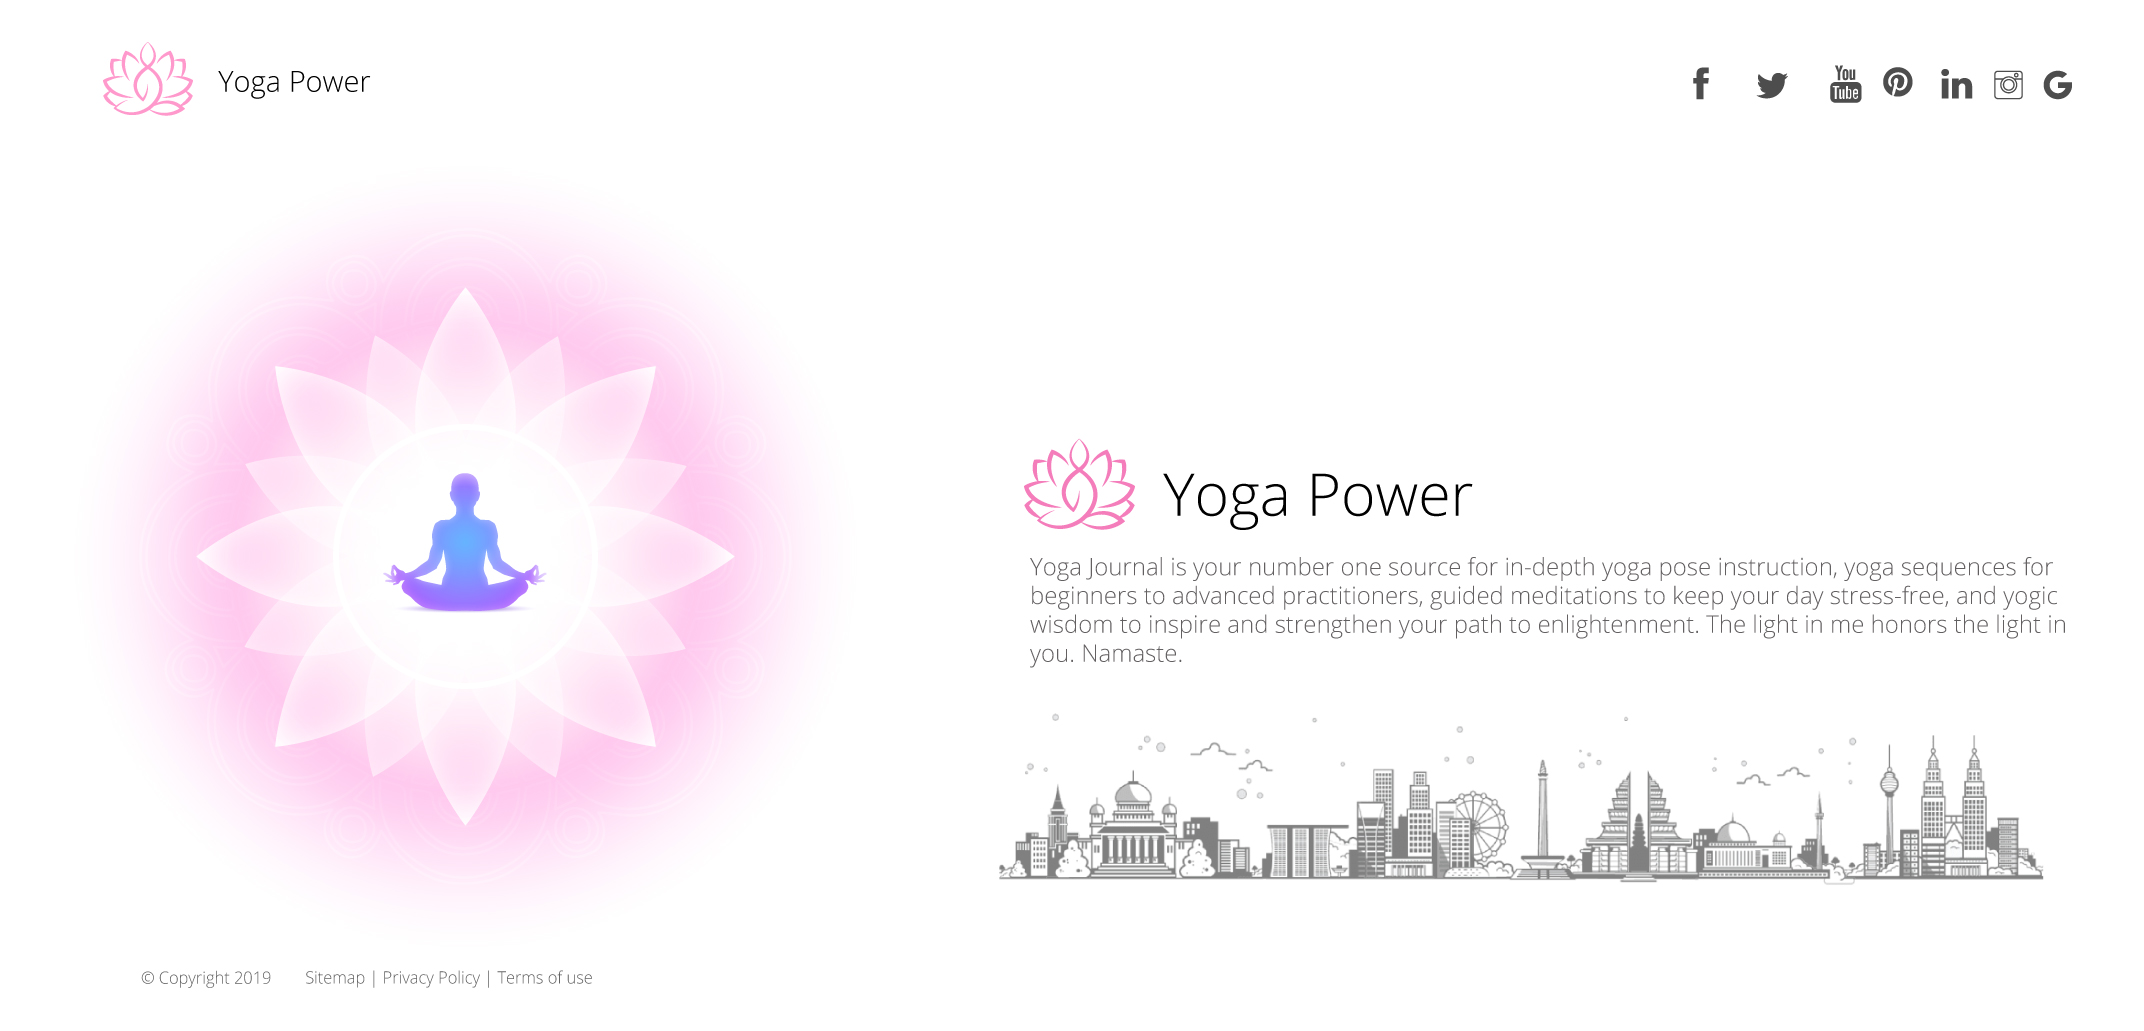 Yoga Power
You
Tube
Yoga Power
Yoga Journal is your number one source for in-depth yoga pose instruction, yoga sequences for
beginners to advanced practitioners, guided meditations to keep your day stress-free, and yogic
wisdom to inspire and strengthen your path to enlightenment. The light in me honors the light in
you. Namaste.
© Copyright 2019 Sitemap | Privacy Policy | Terms of use